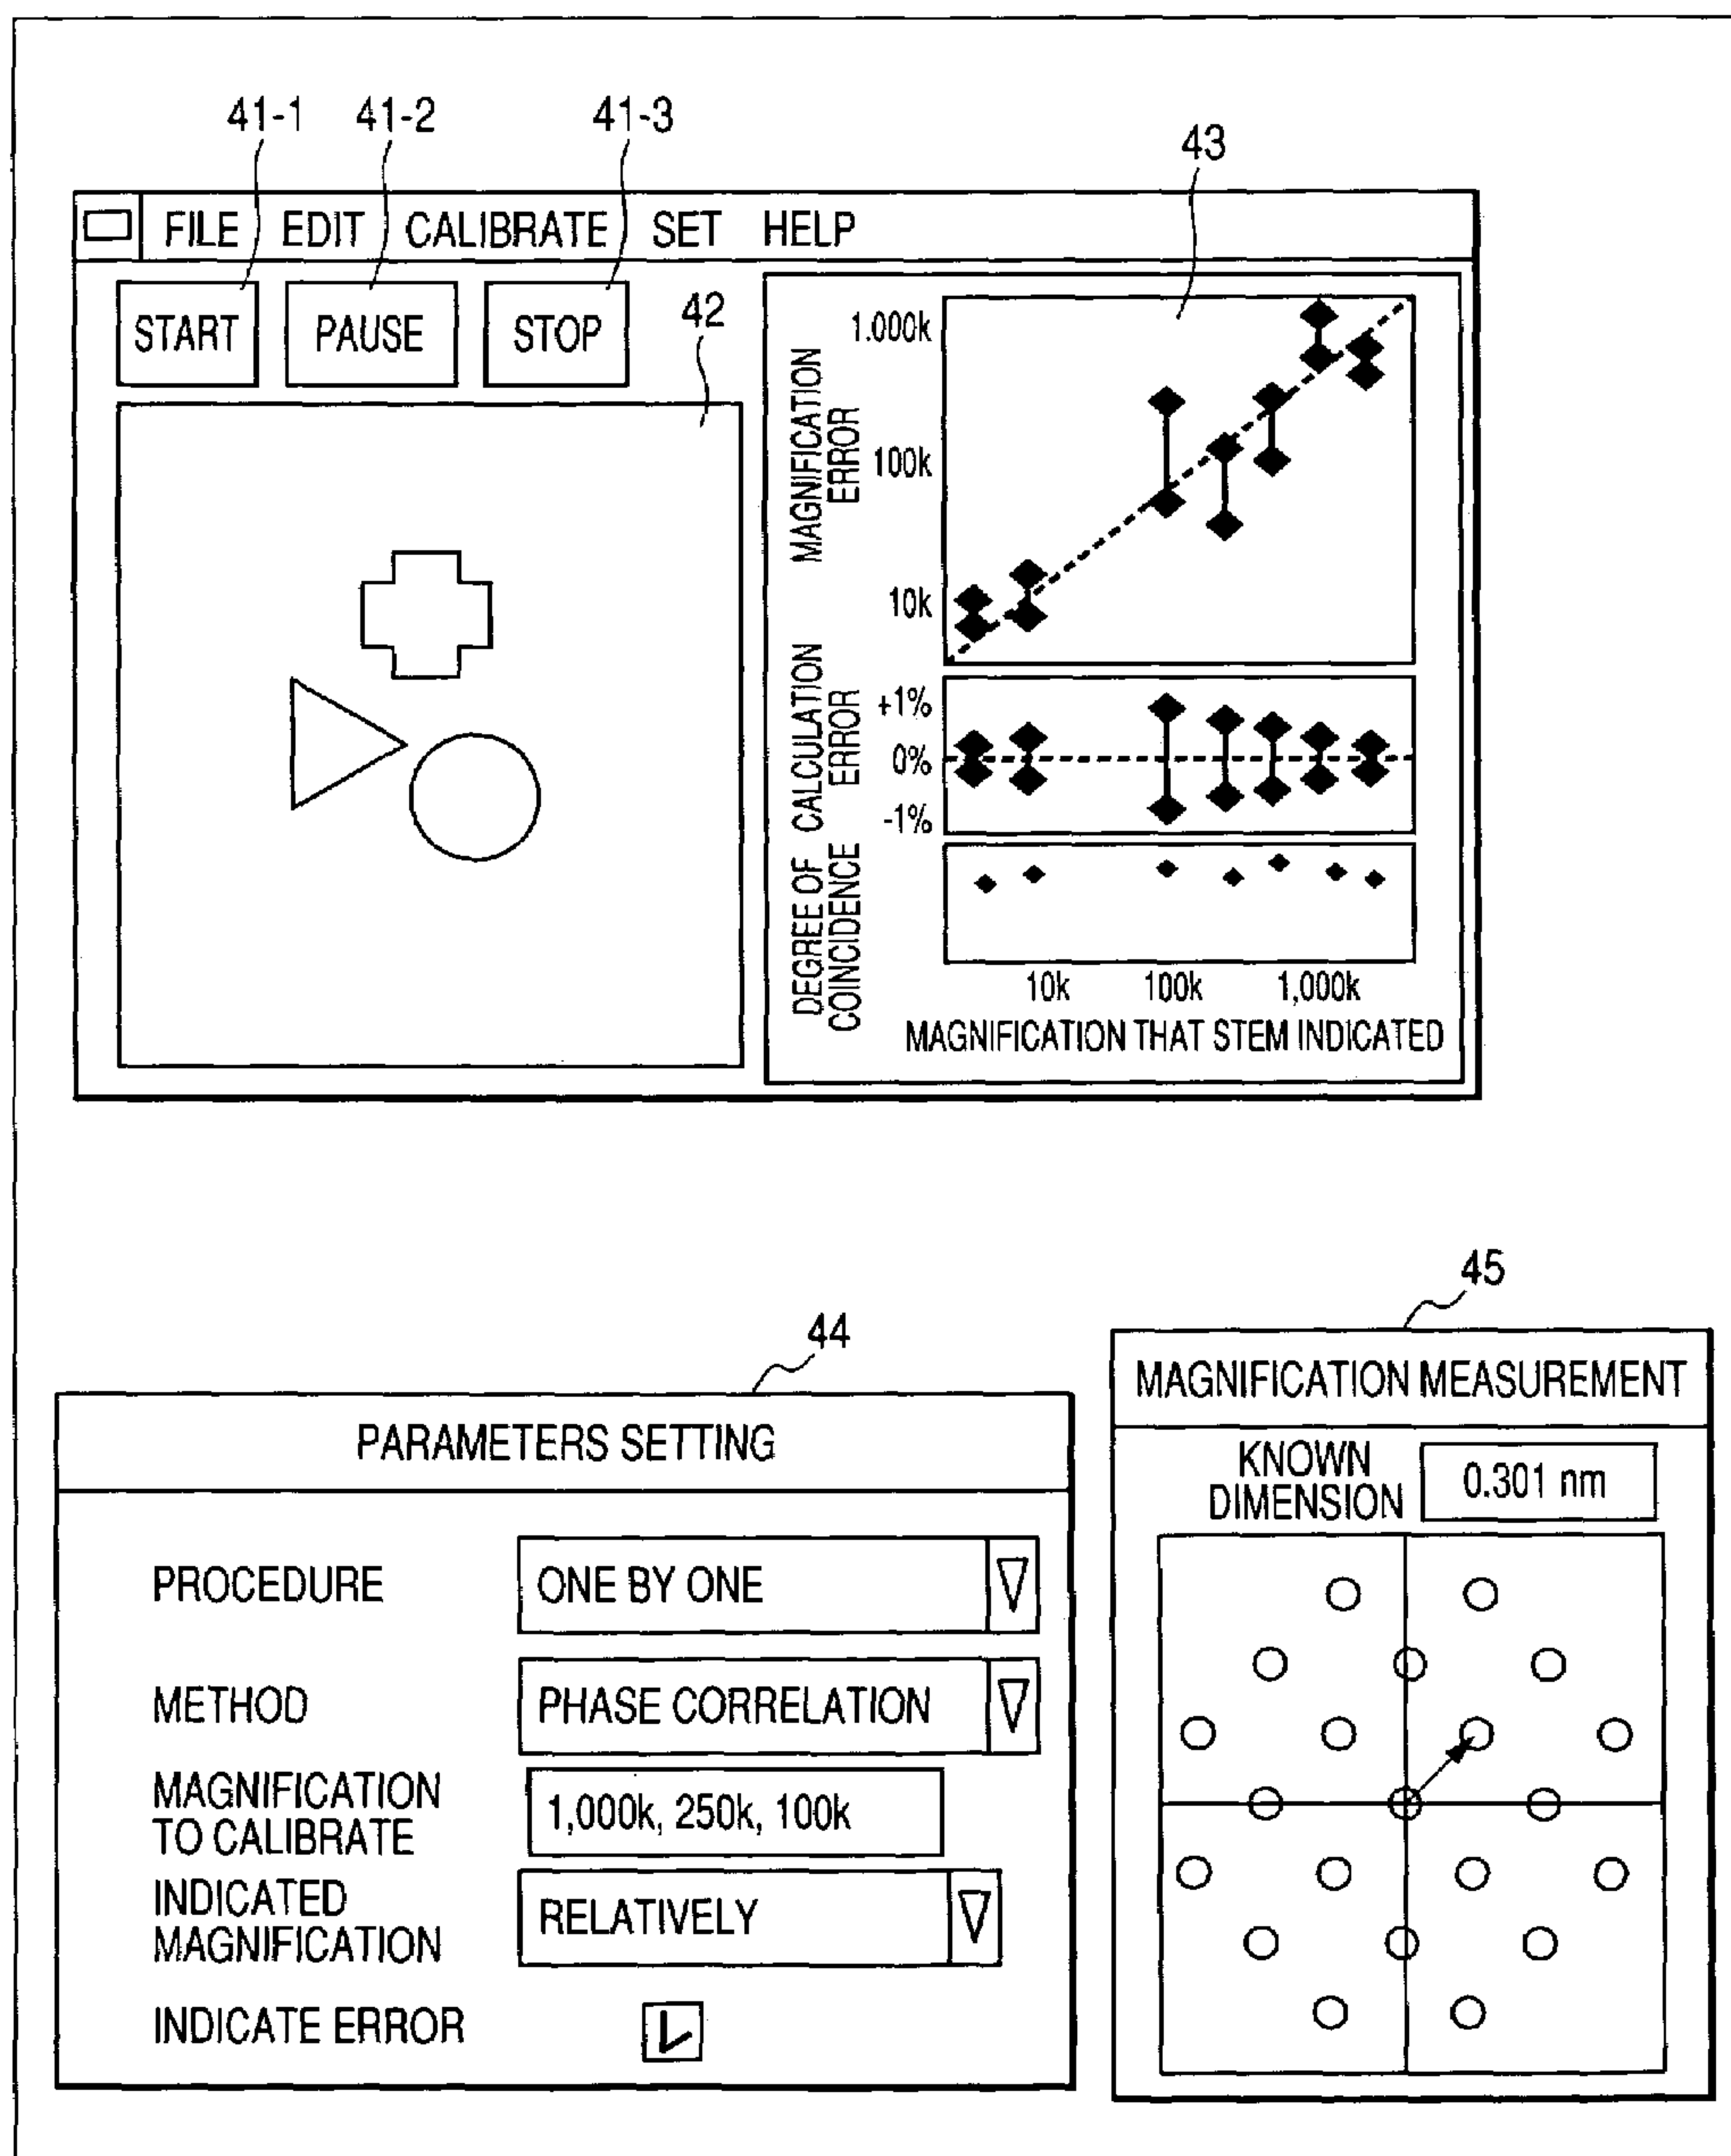 41-1 41-2 41-3
43
FILE EDIT CALIBRATE SET HELP
START PAUSE STOP
42
MAGNIFICATION
ERROR
1.000k
100k
10k
CALCULATION
ERROR
+1%
0%
-1%
DEGREE OF
COINCIDENCE
10k 100k 1,000k
MAGNIFICATION THAT STEM INDICATED
44
PARAMETERS SETTING
PROCEDURE ONE BY ONE
METHOD PHASE CORRELATION
MAGNIFICATION
TO CALIBRATE
1,000k, 250k, 100k
INDICATED
MAGNIFICATION
RELATIVELY
INDICATE ERROR
45
MAGNIFICATION MEASUREMENT
KNOWN
DIMENSION
0.301 nm